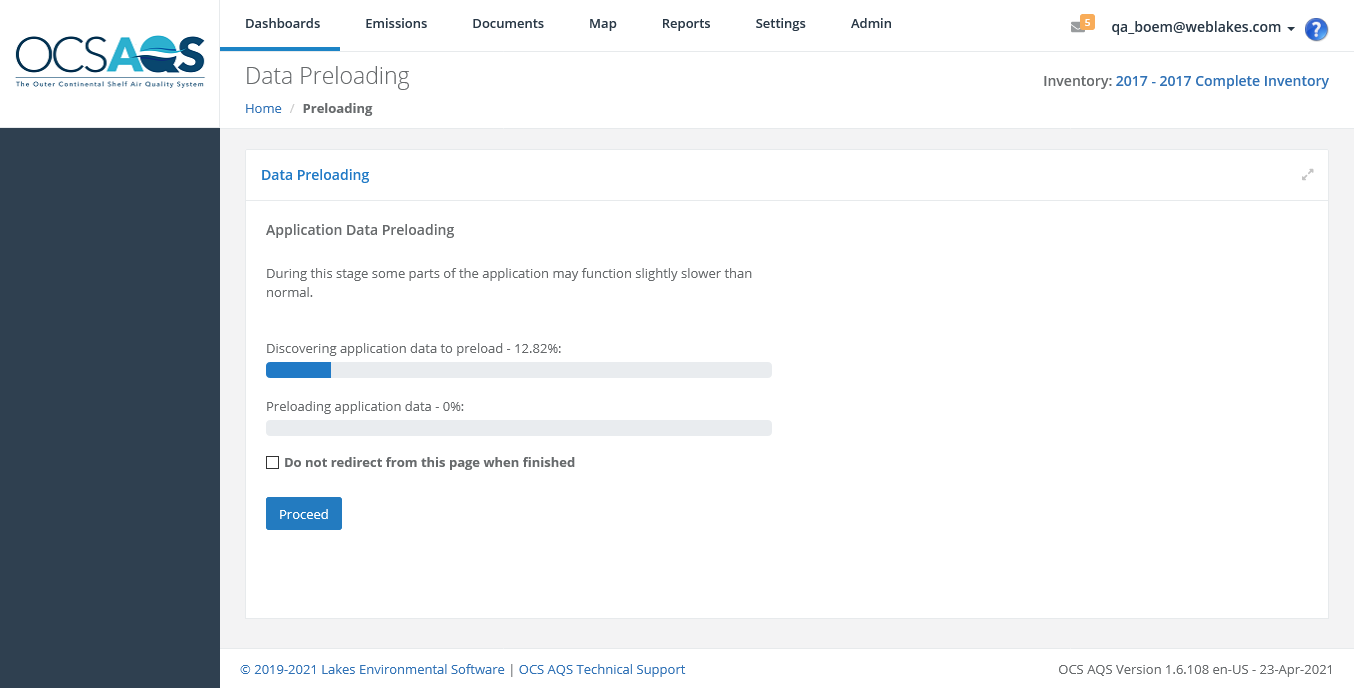 OCSAQS
The Outer Continental Shelf Air Quality System
Dashboards Emissions Documents Map Reports Settings Admin
5 qa_boem@weblakes.com ?
Data Preloading
Inventory: 2017 - 2017 Complete Inventory
Home / Preloading
Data Preloading
Application Data Preloading
During this stage some parts of the application may function slightly slower than
normal.
Discovering application data to preload - 12.82%:
Preloading application data - 0%:
Do not redirect from this page when finished
Proceed
© 2019-2021 Lakes Environmental Software | OCS AQS Technical Support
OCS AQS Version 1.6.108 en-US - 23-Apr-2021